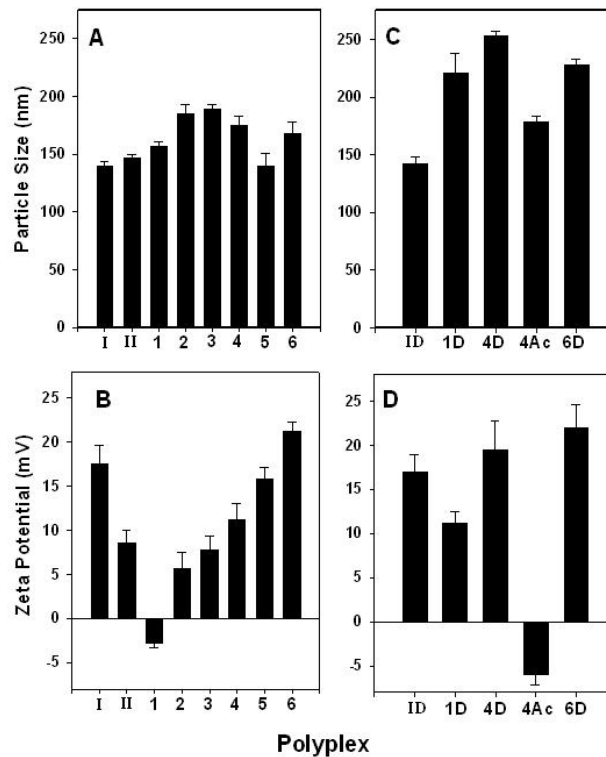 A
250
200
150
100
50
0
Particle Size (nm)
I II 1 2 3 4 5 6
C
250
200
150
100
50
0
ID 1D 4D 4Ac 6D
B
25
20
15
10
5
0
-5
Zeta Potential (mV)
I II 1 2 3 4 5 6
D
25
20
15
10
5
0
-5
ID 1D 4D 4Ac 6D
Polyplex